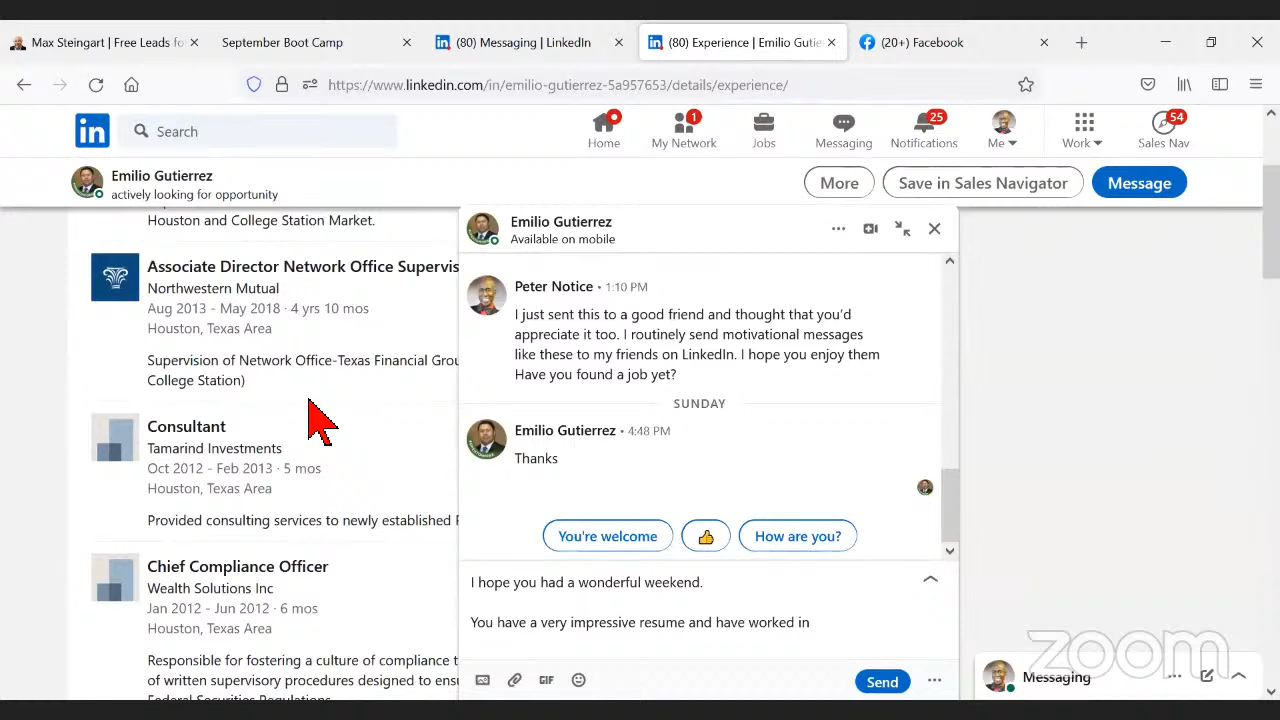 Max Steingart | Free Leads fo
September Boot Camp
(80) Messaging | LinkedIn
(80) Experience | Emilio Gutie
(20+) Facebook
https://www.linkedin.com/in/emilio-gutierrez-5a957653/details/experience/
in
Search
Home
1
My Network
Jobs
Messaging
25
Notifications
Me
Work
54
Sales Nav
Emilio Gutierrez
actively looking for opportunity
More
Save in Sales Navigator
Message
Houston and College Station Market.
Associate Director Network Office Supervis
Northwestern Mutual
Aug 2013 - May 2018 · 4 yrs 10 mos
Houston, Texas Area
Supervision of Network Office-Texas Financial Grou
College Station)
Consultant
Tamarind Investments
Oct 2012 - Feb 2013 · 5 mos
Houston, Texas Area
Provided consulting services to newly established
Chief Compliance Officer
Wealth Solutions Inc
Jan 2012 - Jun 2012 · 6 mos
Houston, Texas Area
Responsible for fostering a culture of compliance t
of written supervisory procedures designed to ensu
Federal Securities Regulations
Emilio Gutierrez
Available on mobile
Peter Notice • 1:10 PM
I just sent this to a good friend and thought that you'd
appreciate it too. I routinely send motivational messages
like these to my friends on LinkedIn. I hope you enjoy them
Have you found a job yet?
SUNDAY
Emilio Gutierrez • 4:48 PM
Thanks
You're welcome
👍
How are you?
I hope you had a wonderful weekend.
You have a very impressive resume and have worked in
GIF
Send
zoom
Messaging